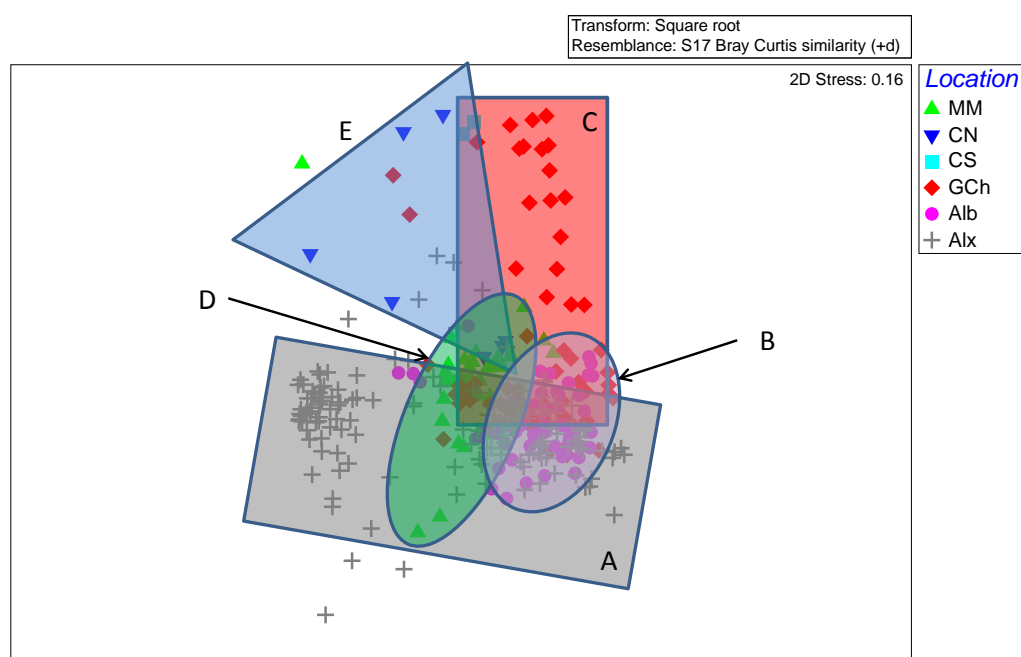 Transform: Square root
Resemblance: S17 Bray Curtis similarity (+d)
2D Stress: 0.16
Location
MM
CN
CS
GCh
Alb
Alx
E
C
D
B
A